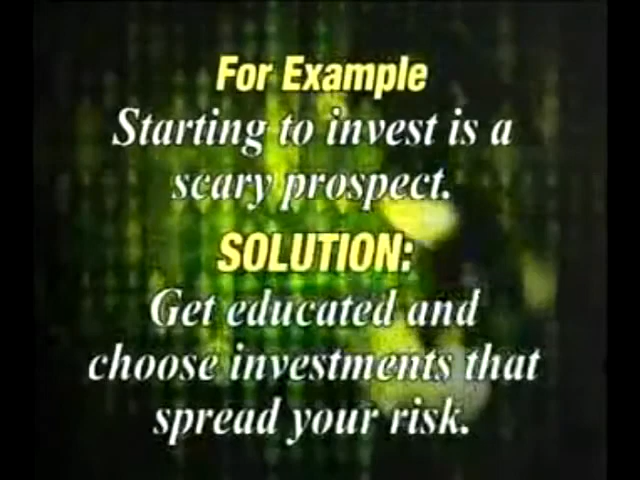 For Example
Starting to invest is a
scary prospect.
SOLUTION:
Get educated and
choose investments that
spread your risk.